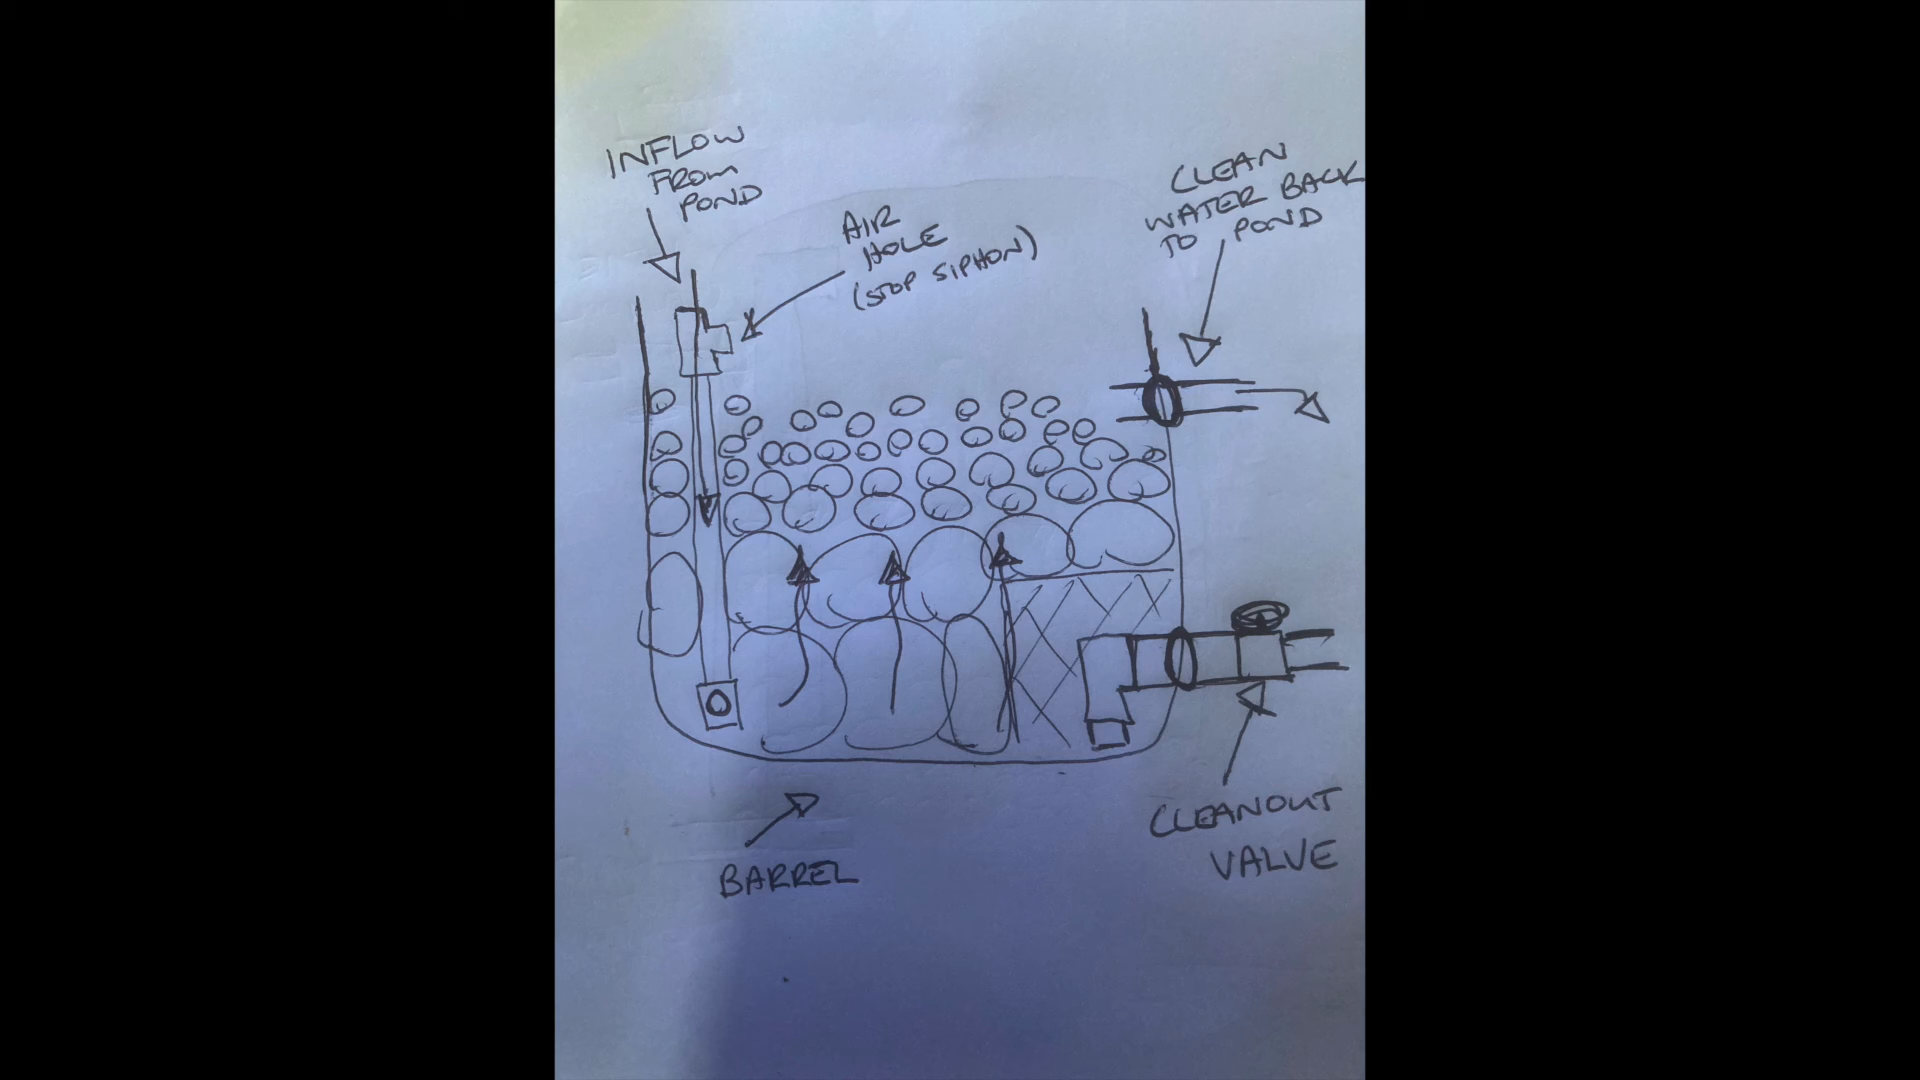 INFLOW
FROM
POND
AIR
HOLE
(STOP SIPHON)
CLEAN
WATER BACK
TO POND
CLEANOUT
VALVE
BARREL